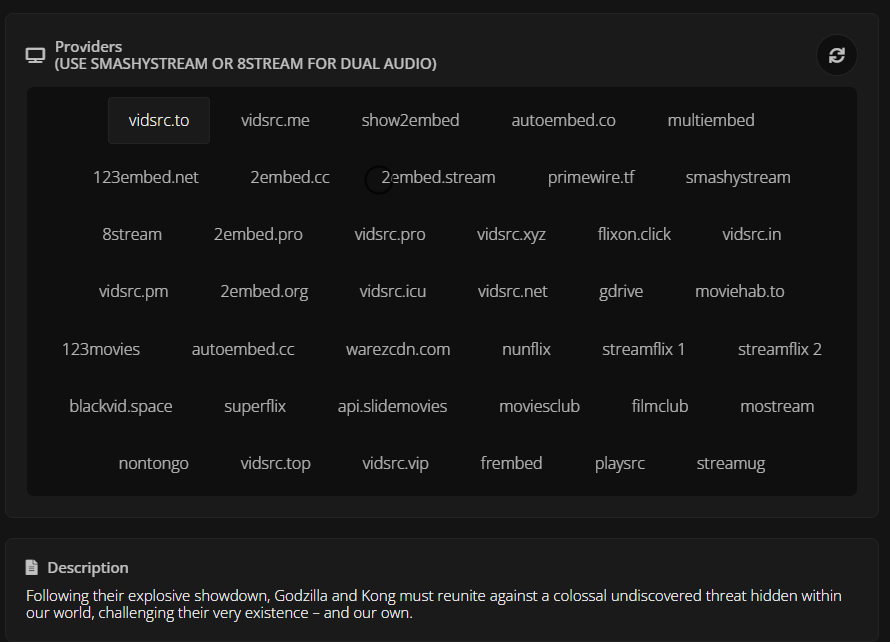 Providers
(USE SMASHYSTREAM OR 8STREAM FOR DUAL AUDIO)
vidsrc.to vidsrc.me show2embed autoembed.co multiembed
123embed.net 2embed.cc 2embed.stream primewire.tf smashystream
8stream 2embed.pro vidsrc.pro vidsrc.xyz flixon.click vidsrc.in
vidsrc.pm 2embed.org vidsrc.icu vidsrc.net gdrive moviehab.to
123movies autoembed.cc warezcdn.com nunflix streamflix 1 streamflix 2
blackvid.space superflix api.slidemovies moviesclub filmclub mostream
nontongo vidsrc.top vidsrc.vip frembed playsrc streamug
Description
Following their explosive showdown, Godzilla and Kong must reunite against a colossal undiscovered threat hidden within
our world, challenging their very existence – and our own.